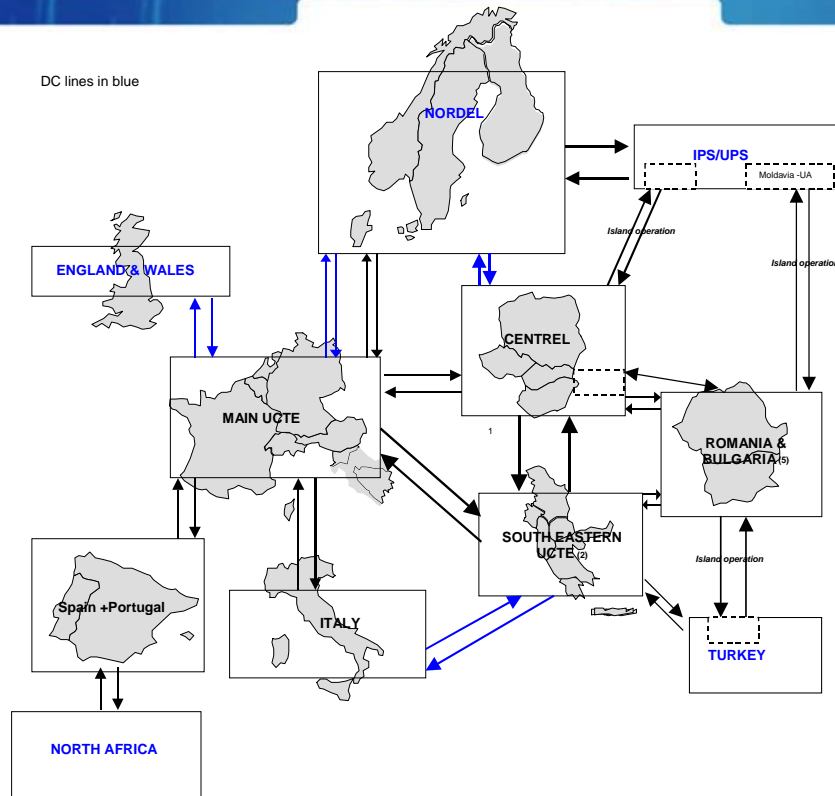 DC lines in blue
NORDEL
IPS/UPS
Moldavia -UA
Island operation
Island operation
ENGLAND & WALES
CENTREL
MAIN UCTE
1
ROMANIA &
BULGARIA (5)
SOUTH EASTERN
UCTE (2)
Island operation
Spain +Portugal
ITALY
TURKEY
NORTH AFRICA